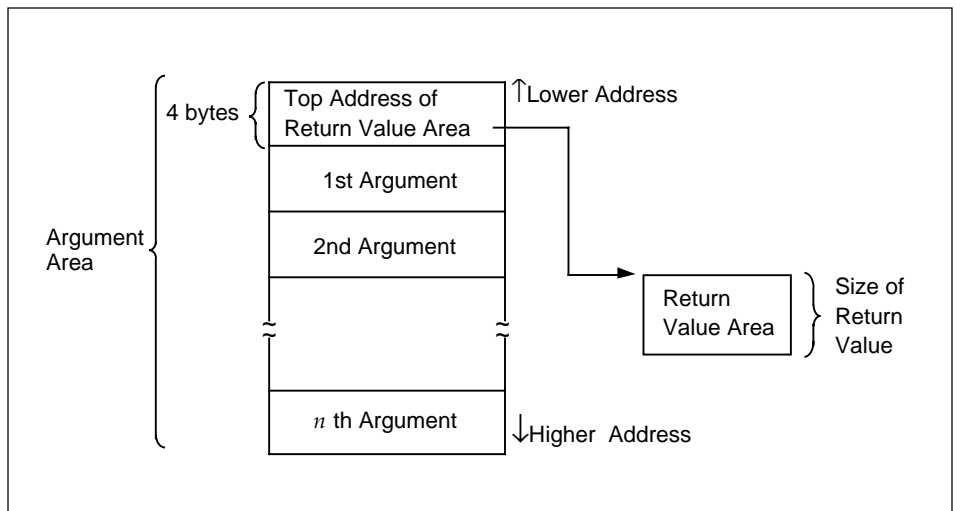 Top Address of
Return Value Area
↑Lower Address
4 bytes
1st Argument
2nd Argument
Argument
Area
Return
Value Area
Size of
Return
Value
n th Argument
↓Higher Address